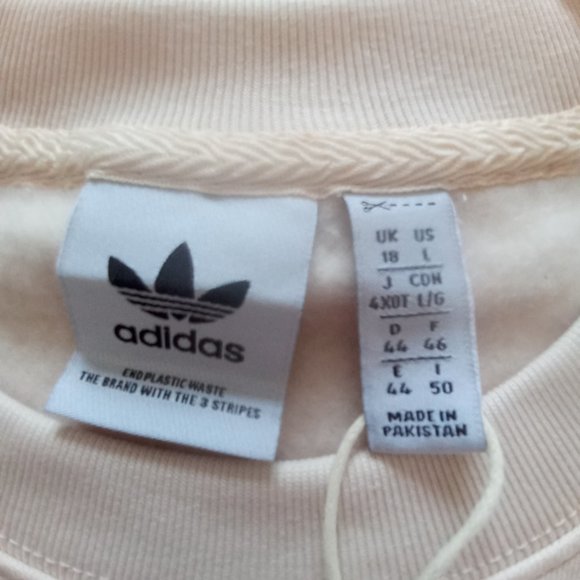 adidas
END PLASTIC WASTE
THE BRAND WITH THE 3 STRIPES
UK US
18 L
J CDN
4XOT L/G
D F
44 46
E I
44 50
MADE IN
PAKISTAN